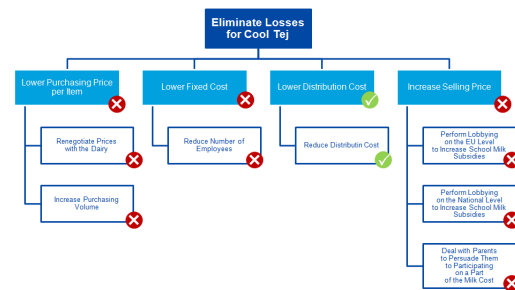 Eliminate Losses
for Cool Tej
Lower Purchasing Price
per Item
Lower Fixed Cost
Lower Distribution Cost
Increase Selling Price
Renegotiate Prices
with the Dairy
Increase Purchasing
Volume
Reduce Number of
Employees
Reduce Distributin Cost
Perform Lobbying
on the EU Level
to Increase School Milk
Subsidies
Perform Lobbying
on the National Level
to Increase School Milk
Subsidies
Deal with Parents
to Persuade Them
to Participating
on a Part
of the Milk Cost